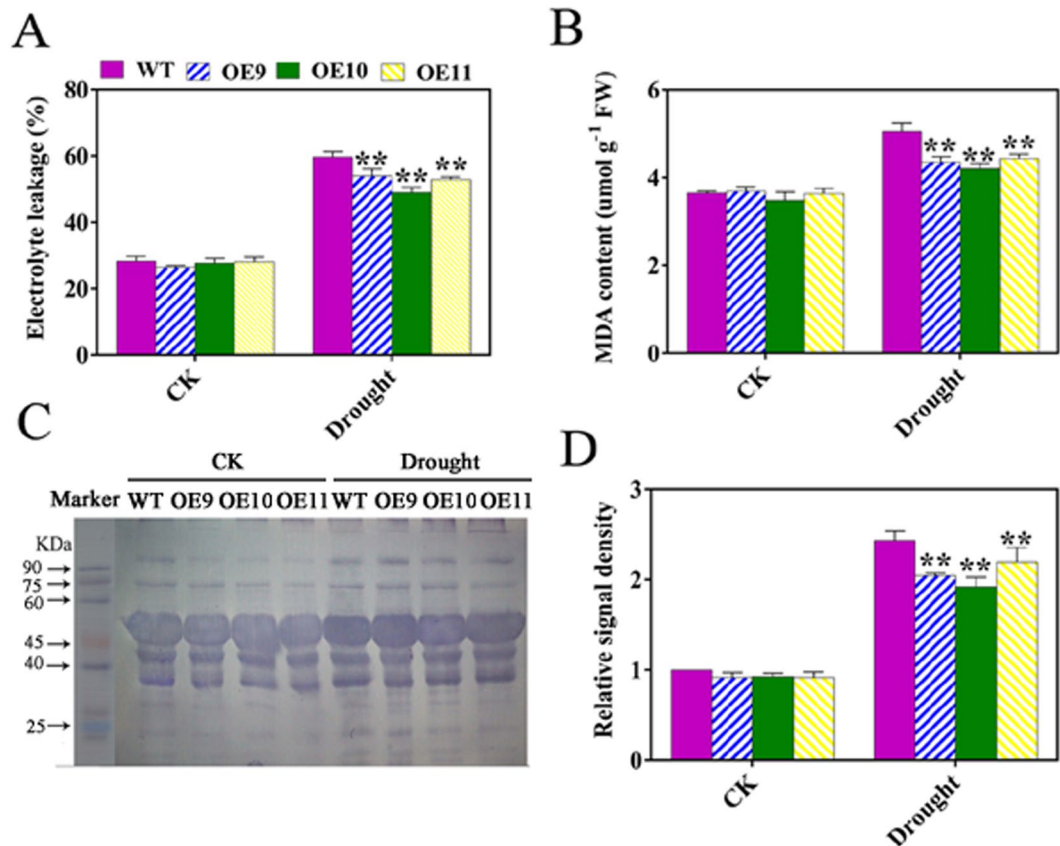 A
WT OE9 OE10 OE11
Electrolyte leakage (%)
80
60
40
20
0
** ** **
CK
Drought
B
MDA content (umol g⁻¹ FW)
6
4
2
0
** ** **
CK
Drought
C
CK Drought
Marker WT OE9 OE10 OE11 WT OE9 OE10 OE11
KDa
90
75
60
45
40
25
D
Relative signal density
3
2
1
0
** ** **
CK
Drought